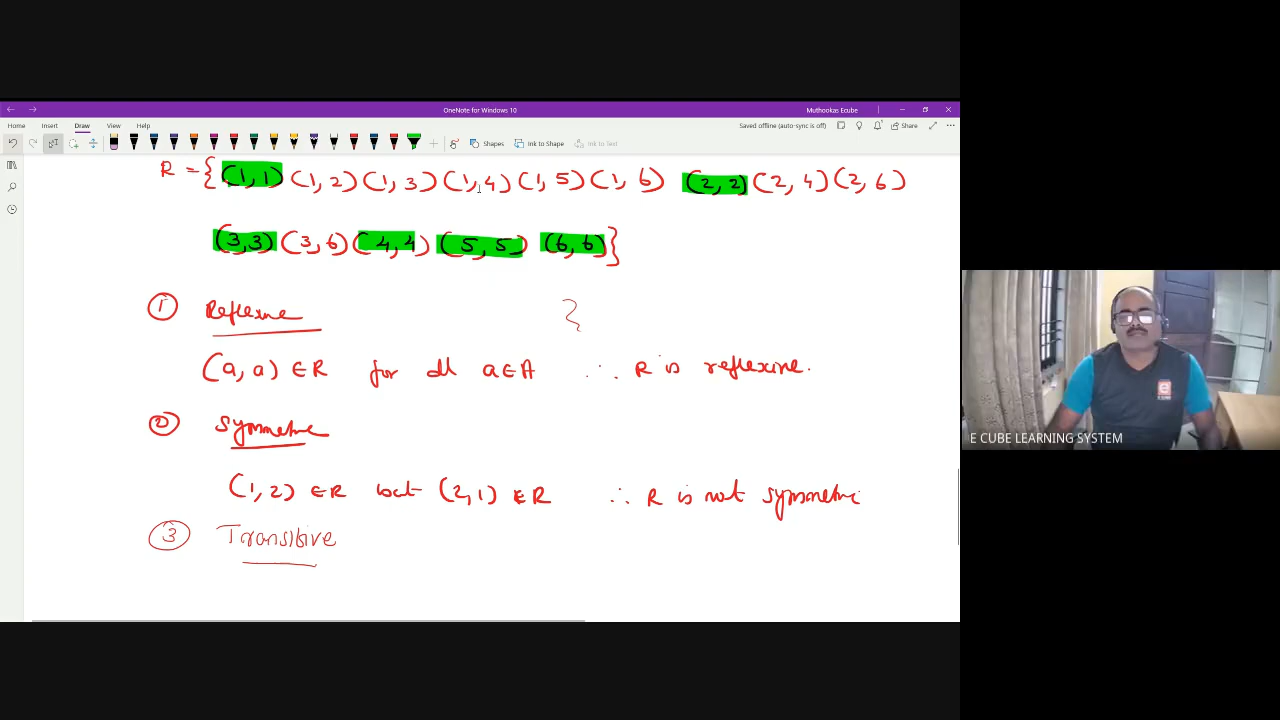 OneNote for Windows 10
Muthookas Ecube
Home Insert Draw View Help
Saved offline (auto-sync is off)
Share
Shapes Ink to Shape Ink to Text
R = { (1, 1) (1, 2) (1, 3) (1, 4) (1, 5) (1, 6) (2, 2) (2, 4) (2, 6)
(3,3) (3,6) (4,4) (5,5) (6,6) }
① Reflexive
(a, a) ∈ R for all a ∈ A ∴ R is reflexive.
② Symmetric
(1, 2) ∈ R but (2, 1) ∉ R ∴ R is not symmetric
③ Transitive
E CUBE LEARNING SYSTEM
E CUBE